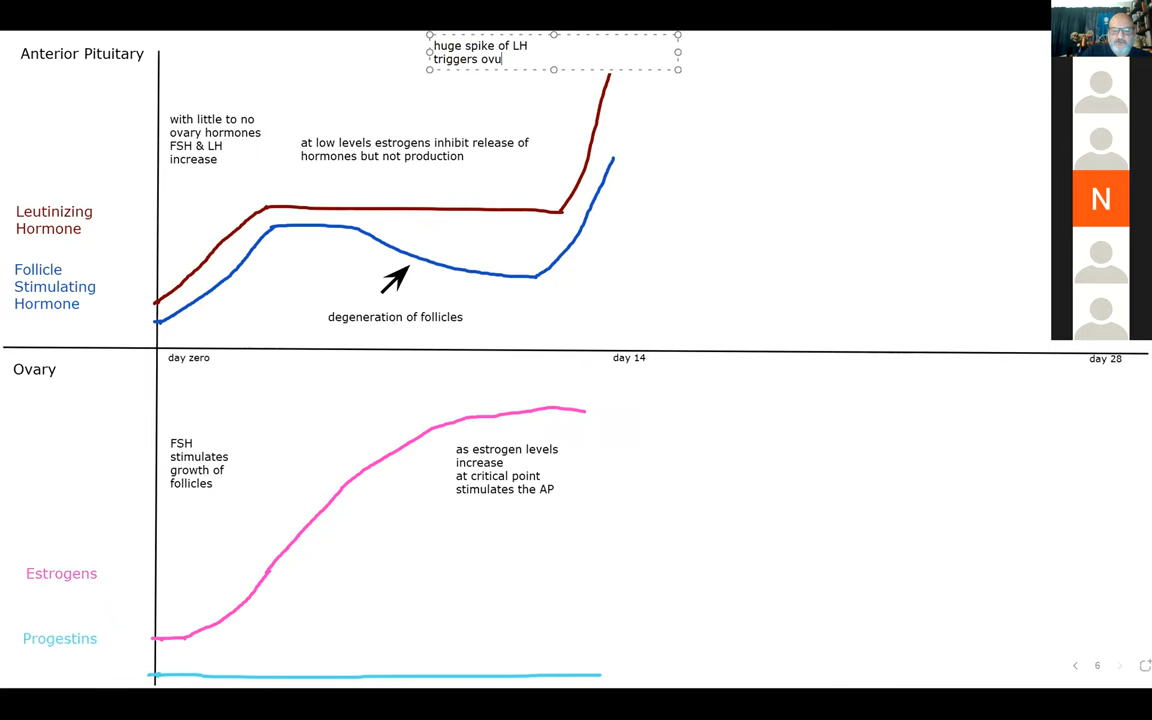 huge spike of LH
triggers ovu
Anterior Pituitary
with little to no
ovary hormones
FSH & LH
increase
at low levels estrogens inhibit release of
hormones but not production
Leutinizing
Hormone
Follicle
Stimulating
Hormone
degeneration of follicles
N
day zero
day 14
day 28
Ovary
FSH
stimulates
growth of
follicles
as estrogen levels
increase
at critical point
stimulates the AP
Estrogens
Progestins
6